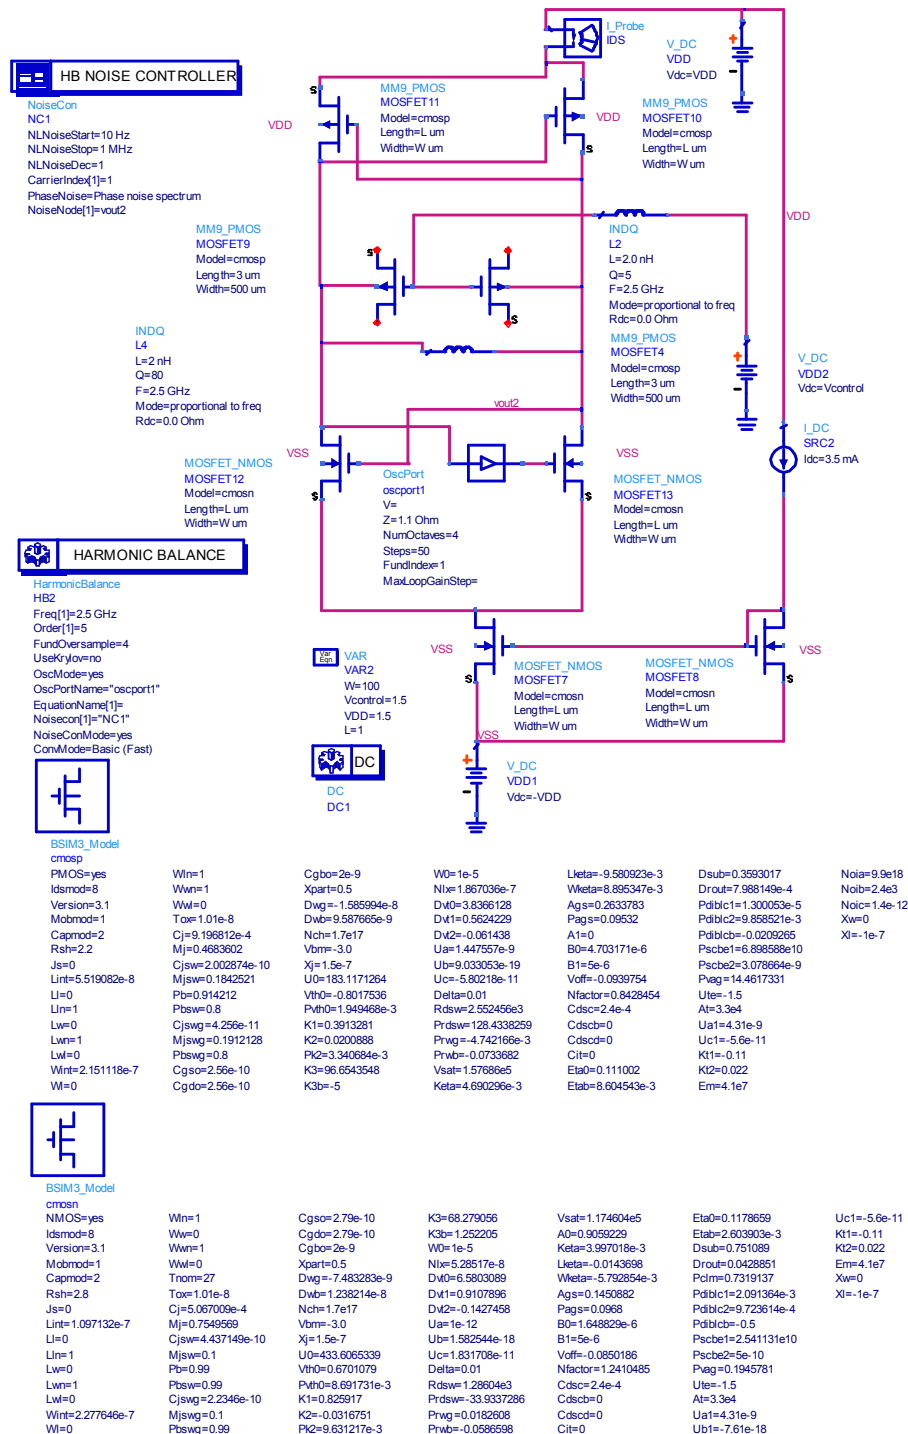 I_Probe
IDS
V_DC
VDD
Vdc=VDD
HB NOISE CONTROLLER
NoiseCon
NC1
NLNoiseStart=10 Hz
NLNoiseStop=1 MHz
NLNoiseDec=1
CarrierIndex[1]=1
PhaseNoise=Phase noise spectrum
NoiseNode[1]=vout2
S
VDD
MM9_PMOS
MOSFET11
Model=cmosp
Length=L um
Width=W um
VDD
S
MM9_PMOS
MOSFET10
Model=cmosp
Length=L um
Width=W um
VDD
MM9_PMOS
MOSFET9
Model=cmosp
Length=3 um
Width=500 um
S
S
INDQ
L2
L=2.0 nH
Q=5
F=2.5 GHz
Mode=proportional to freq
Rdc=0.0 Ohm
INDQ
L4
L=2 nH
Q=80
F=2.5 GHz
Mode=proportional to freq
Rdc=0.0 Ohm
MM9_PMOS
MOSFET4
Model=cmosp
Length=3 um
Width=500 um
V_DC
VDD2
Vdc=Vcontrol
vout2
I_DC
SRC2
Idc=3.5 mA
MOSFET_NMOS
MOSFET12
Model=cmosn
Length=L um
Width=W um
VSS
S
OscPort
oscport1
V=
Z=1.1 Ohm
NumOctaves=4
Steps=50
FundIndex=1
MaxLoopGainStep=
VSS
S
MOSFET_NMOS
MOSFET13
Model=cmosn
Length=L um
Width=W um
HARMONIC BALANCE
HarmonicBalance
HB2
Freq[1]=2.5 GHz
Order[1]=5
FundOversample=4
UseKrylov=no
OscMode=yes
OscPortName="oscport1"
EquationName[1]=
Noisecon[1]="NC1"
NoiseConMode=yes
ConvMode=Basic (Fast)
Var
Eqn
VAR
VAR2
W=100
Vcontrol=1.5
VDD=1.5
L=1
DC
DC
DC1
VSS
S
MOSFET_NMOS
MOSFET7
Model=cmosn
Length=L um
Width=W um
MOSFET_NMOS
MOSFET8
Model=cmosn
Length=L um
Width=W um
VSS
S
VSS
V_DC
VDD1
Vdc=-VDD
BSIM3_Model
cmosp
PMOS=yes
Idsmod=8
Version=3.1
Mobmod=1
Capmod=2
Rsh=2.2
Js=0
Lint=5.519082e-8
Ll=0
Lln=1
Lw=0
Lwn=1
Lwl=0
Wint=2.151118e-7
Wl=0
Wln=1
Wwn=1
Wwl=0
Tox=1.01e-8
Cj=9.196812e-4
Mj=0.4683602
Cjsw=2.002874e-10
Mjsw=0.1842521
Pb=0.914212
Pbsw=0.8
Cjswg=4.256e-11
Mjswg=0.1912128
Pbswg=0.8
Cgso=2.56e-10
Cgdo=2.56e-10
Cgbo=2e-9
Xpart=0.5
Dwg=-1.585994e-8
Dwb=9.587665e-9
Nch=1.7e17
Vbm=-3.0
Xj=1.5e-7
U0=183.1171264
Vth0=-0.8017536
Pvth0=1.949468e-3
K1=0.3913281
K2=0.0200888
Pk2=3.340684e-3
K3=96.6543548
K3b=-5
W0=1e-5
Nlx=1.867036e-7
Dvt0=3.8366128
Dvt1=0.5624229
Dvt2=-0.061438
Ua=1.447557e-9
Ub=9.033053e-19
Uc=-5.80218e-11
Delta=0.01
Rdsw=2.552456e3
Prdsw=128.4338259
Prwg=-4.742166e-3
Prwb=-0.0733682
Vsat=1.57686e5
Keta=4.690296e-3
Lketa=-9.580923e-3
Wketa=8.895347e-3
Ags=0.2633783
Pags=0.09532
A1=0
B0=4.703171e-6
B1=5e-6
Voff=-0.0939754
Nfactor=0.8428454
Cdsc=2.4e-4
Cdscb=0
Cdscd=0
Cit=0
Eta0=0.111002
Etab=8.604543e-3
Dsub=0.3593017
Drout=7.988149e-4
Pdiblc1=1.300053e-5
Pdiblc2=9.858521e-3
Pdiblcb=-0.0209265
Pscbe1=6.898588e10
Pscbe2=3.078664e-9
Pvag=14.4617331
Ute=-1.5
At=3.3e4
Ua1=4.31e-9
Uc1=-5.6e-11
Kt1=-0.11
Kt2=0.022
Em=4.1e7
Noia=9.9e18
Noib=2.4e3
Noic=1.4e-12
Xw=0
Xl=-1e-7
BSIM3_Model
cmosn
NMOS=yes
Idsmod=8
Version=3.1
Mobmod=1
Capmod=2
Rsh=2.8
Js=0
Lint=1.097132e-7
Ll=0
Lln=1
Lw=0
Lwn=1
Lwl=0
Wint=2.277646e-7
Wl=0
Wln=1
Ww=0
Wwn=1
Wwl=0
Tnom=27
Tox=1.01e-8
Cj=5.067009e-4
Mj=0.7549569
Cjsw=4.437149e-10
Mjsw=0.1
Pb=0.99
Pbsw=0.99
Cjswg=2.2346e-10
Mjswg=0.1
Pbswg=0.99
Cgso=2.79e-10
Cgdo=2.79e-10
Cgbo=2e-9
Xpart=0.5
Dwg=-7.483283e-9
Dwb=1.238214e-8
Nch=1.7e17
Vbm=-3.0
Xj=1.5e-7
U0=433.6065339
Vth0=0.6701079
Pvth0=8.691731e-3
K1=0.825917
K2=-0.0316751
Pk2=9.631217e-3
K3=68.279056
K3b=1.252205
W0=1e-5
Nlx=5.28517e-8
Dvt0=6.5803089
Dvt1=0.9107896
Dvt2=-0.1427458
Ua=1e-12
Ub=1.582544e-18
Uc=1.831708e-11
Delta=0.01
Rdsw=1.28604e3
Prdsw=-33.9337286
Prwg=0.0182608
Prwb=-0.0586598
Vsat=1.174604e5
A0=0.9059229
Keta=3.997018e-3
Lketa=-0.0143698
Wketa=-5.792854e-3
Ags=0.1450882
Pags=0.0968
B0=1.648829e-6
B1=5e-6
Voff=-0.0850186
Nfactor=1.2410485
Cdsc=2.4e-4
Cdscb=0
Cdscd=0
Cit=0
Eta0=0.1178659
Etab=2.603903e-3
Dsub=0.751089
Drout=0.0428851
Pclm=0.7319137
Pdiblc1=2.091364e-3
Pdiblc2=9.723614e-4
Pdiblcb=-0.5
Pscbe1=2.541131e10
Pscbe2=5e-10
Pvag=0.1945781
Ute=-1.5
At=3.3e4
Ua1=4.31e-9
Ub1=-7.61e-18
Uc1=-5.6e-11
Kt1=-0.11
Kt2=0.022
Em=4.1e7
Xw=0
Xl=-1e-7